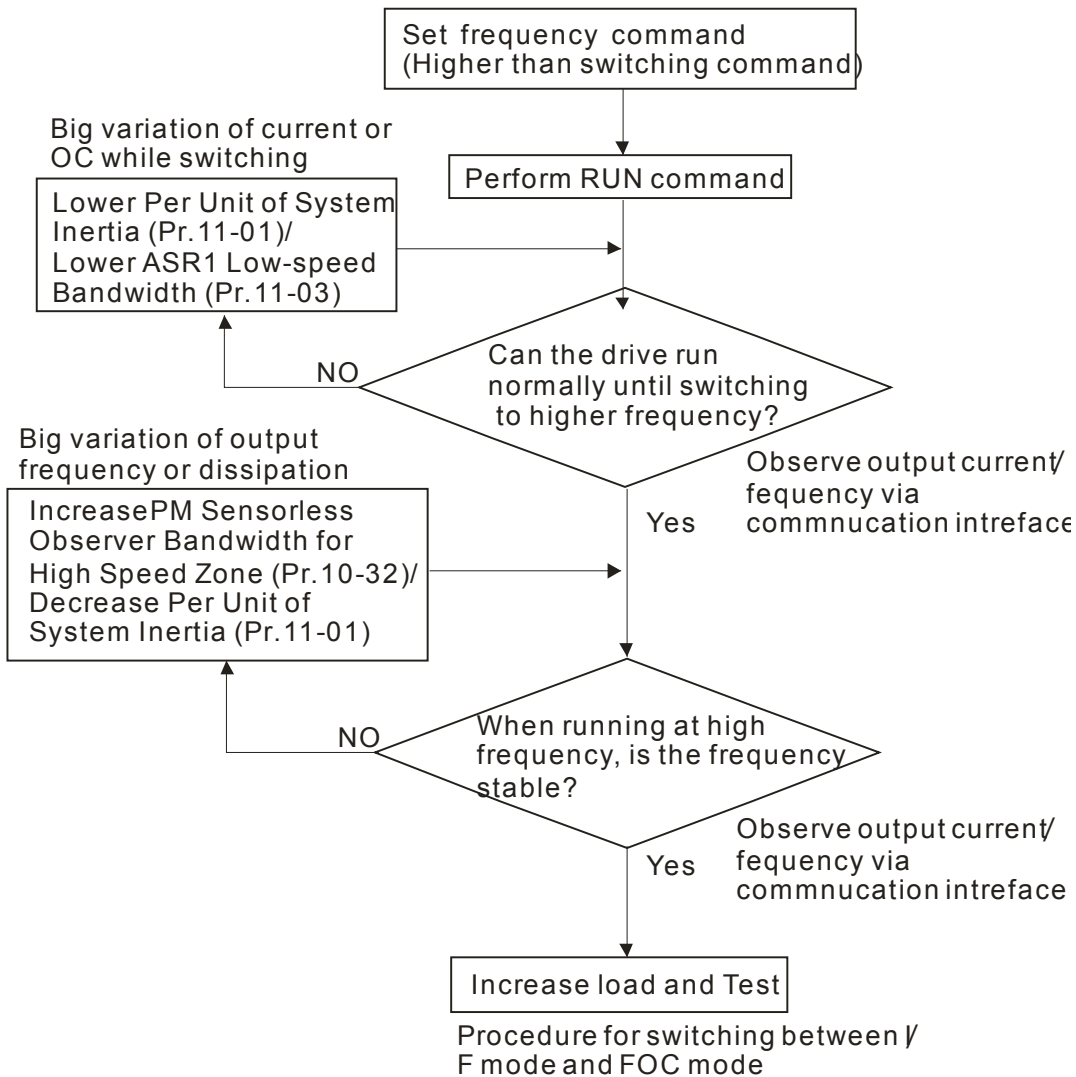 Set frequency command
(Higher than switching command)
Perform RUN command
Big variation of current or
OC while switching
Lower Per Unit of System
Inertia (Pr.11-01)/
Lower ASR1 Low-speed
Bandwidth (Pr.11-03)
NO
Can the drive run
normally until switching
to higher frequency?
Observe output current/
fequency via
commnucation intreface
Yes
Big variation of output
frequency or dissipation
IncreasePM Sensorless
Observer Bandwidth for
High Speed Zone (Pr.10-32)/
Decrease Per Unit of
System Inertia (Pr.11-01)
NO
When running at high
frequency, is the frequency
stable?
Observe output current/
fequency via
commnucation intreface
Yes
Increase load and Test
Procedure for switching between I/
F mode and FOC mode